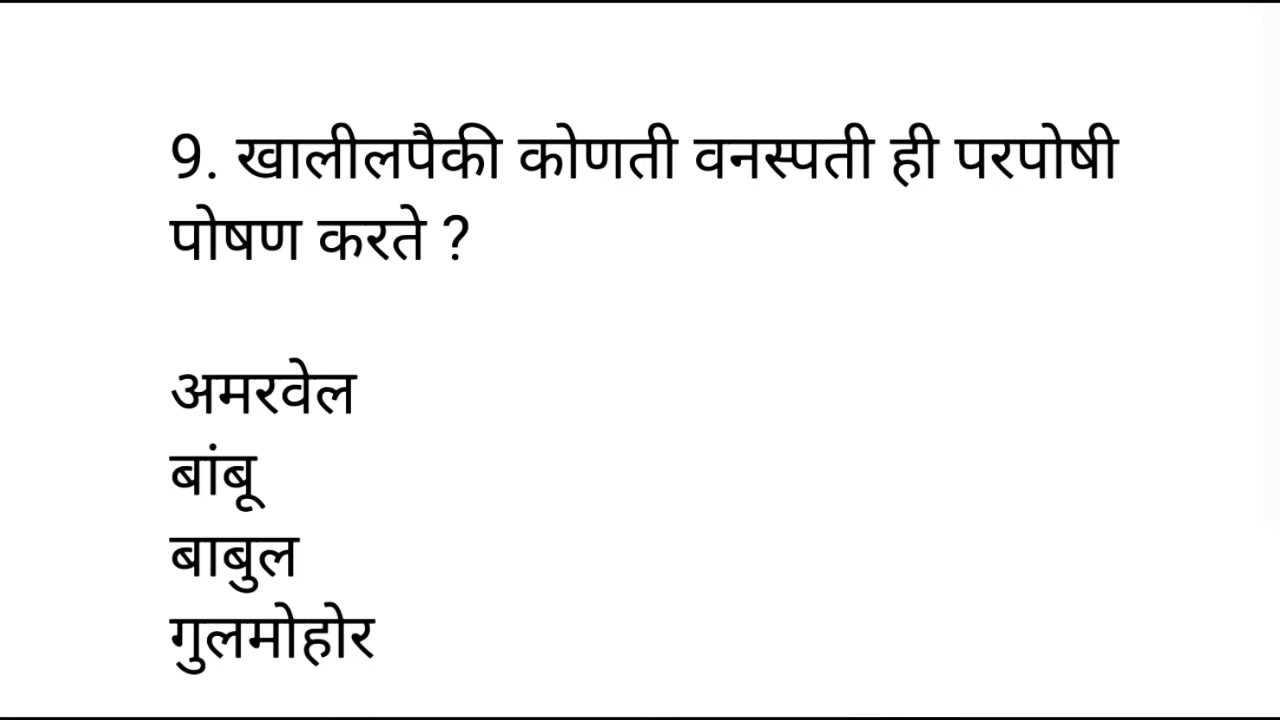 9. खालीलपैकी कोणती वनस्पती ही परपोषी
पोषण करते ?
अमरवेल
बांबू
बाबुल
गुलमोहोर